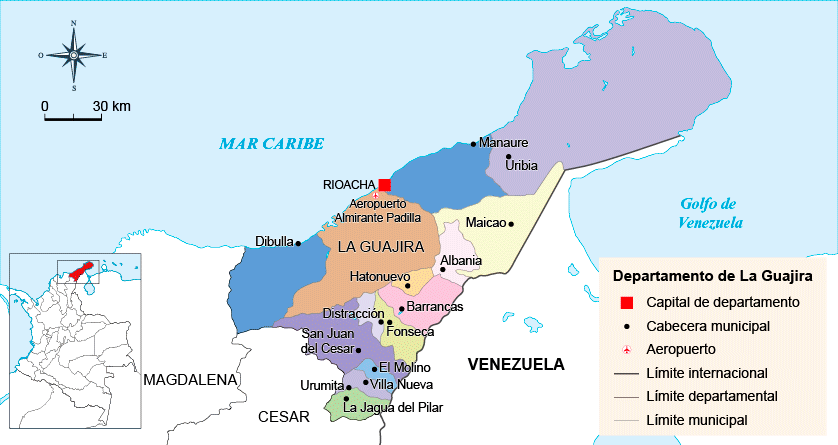 N
O
E
S
0 30 km
MAR CARIBE
Manaure
Uribia
RIOACHA
Aeropuerto
Almirante Padilla
Golfo de
Venezuela
Maicao
Dibulla
LA GUAJIRA
Albania
Hatonuevo
Barrancas
Distracción
Fonseca
San Juan
del Cesar
El Molino
VENEZUELA
MAGDALENA
Urumita
Villa Nueva
La Jagua del Pilar
CESAR
Departamento de La Guajira
Capital de departamento
Cabecera municipal
Aeropuerto
Límite internacional
Límite departamental
Límite municipal